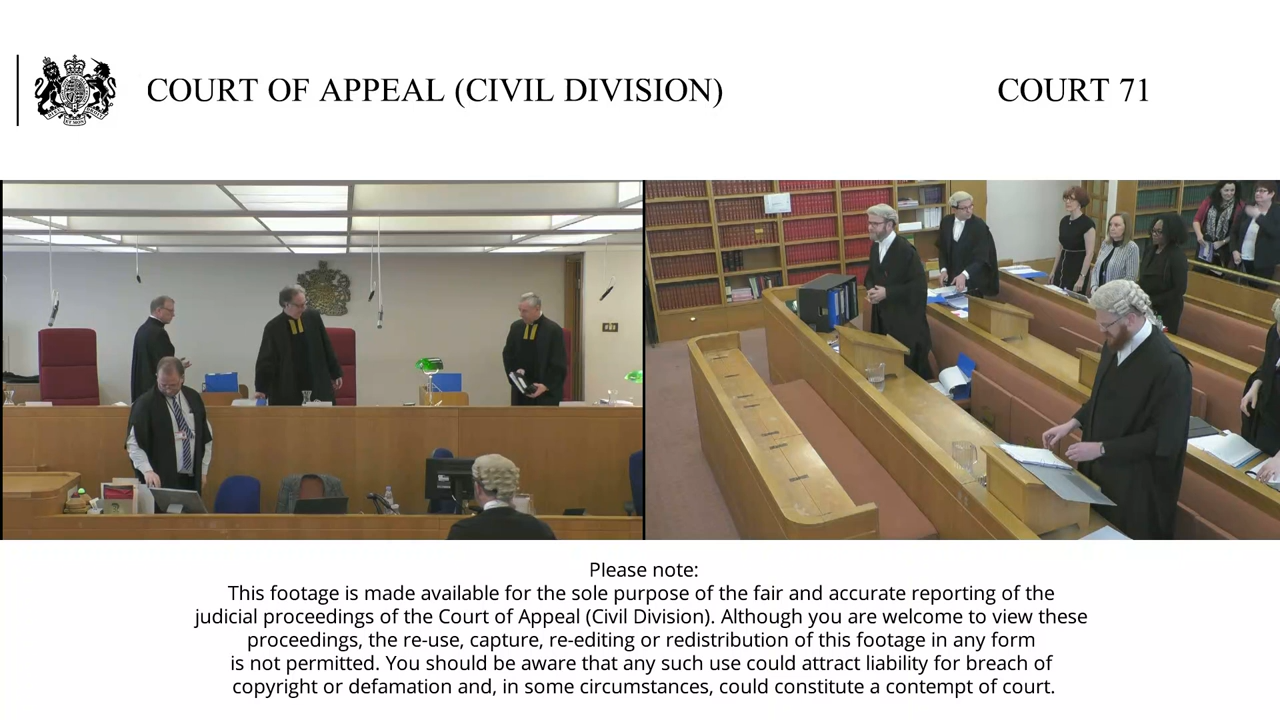 COURT OF APPEAL (CIVIL DIVISION)
COURT 71
Please note:
This footage is made available for the sole purpose of the fair and accurate reporting of the
judicial proceedings of the Court of Appeal (Civil Division). Although you are welcome to view these
proceedings, the re-use, capture, re-editing or redistribution of this footage in any form
is not permitted. You should be aware that any such use could attract liability for breach of
copyright or defamation and, in some circumstances, could constitute a contempt of court.